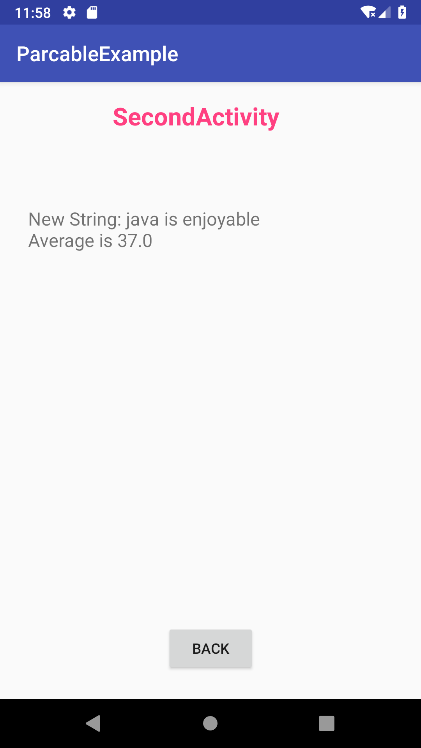 11:58
ParcableExample
SecondActivity
New String: java is enjoyable
Average is 37.0
BACK